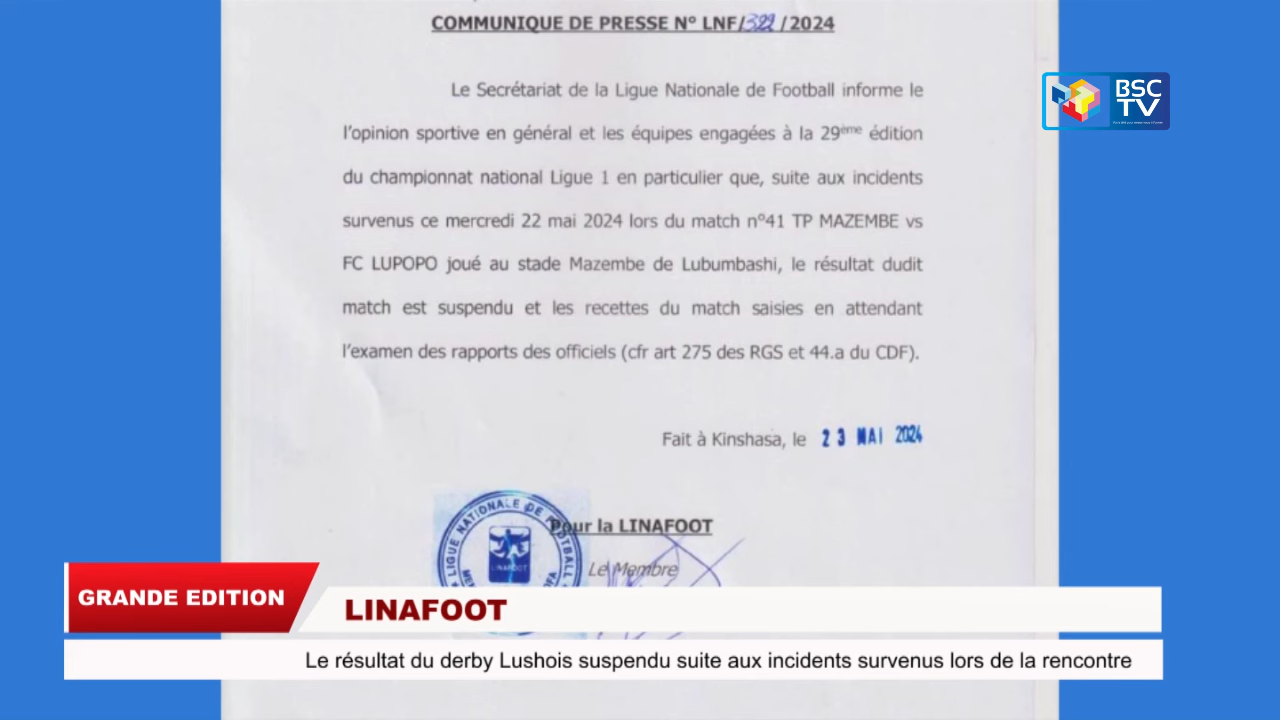 COMMUNIQUE DE PRESSE N° LNF/322/2024
BSC
TV
Le Secrétariat de la Ligue Nationale de Football informe le
l'opinion sportive en général et les équipes engagées à la 29ème édition
du championnat national Ligue 1 en particulier que, suite aux incidents
survenus ce mercredi 22 mai 2024 lors du match n°41 TP MAZEMBE vs
FC LUPOPO joué au stade Mazembe de Lubumbashi, le résultat dudit
match est suspendu et les recettes du match saisies en attendant
l'examen des rapports des officiels (cfr art 275 des RGS et 44.a du CDF).
Fait à Kinshasa, le 23 MAI 2024
LIGUE NATIONALE DE FOOTBALL
LINAFOOT
Pour la LINAFOOT
Le Membre
GRANDE EDITION
LINAFOOT
Le résultat du derby Lushois suspendu suite aux incidents survenus lors de la rencontre